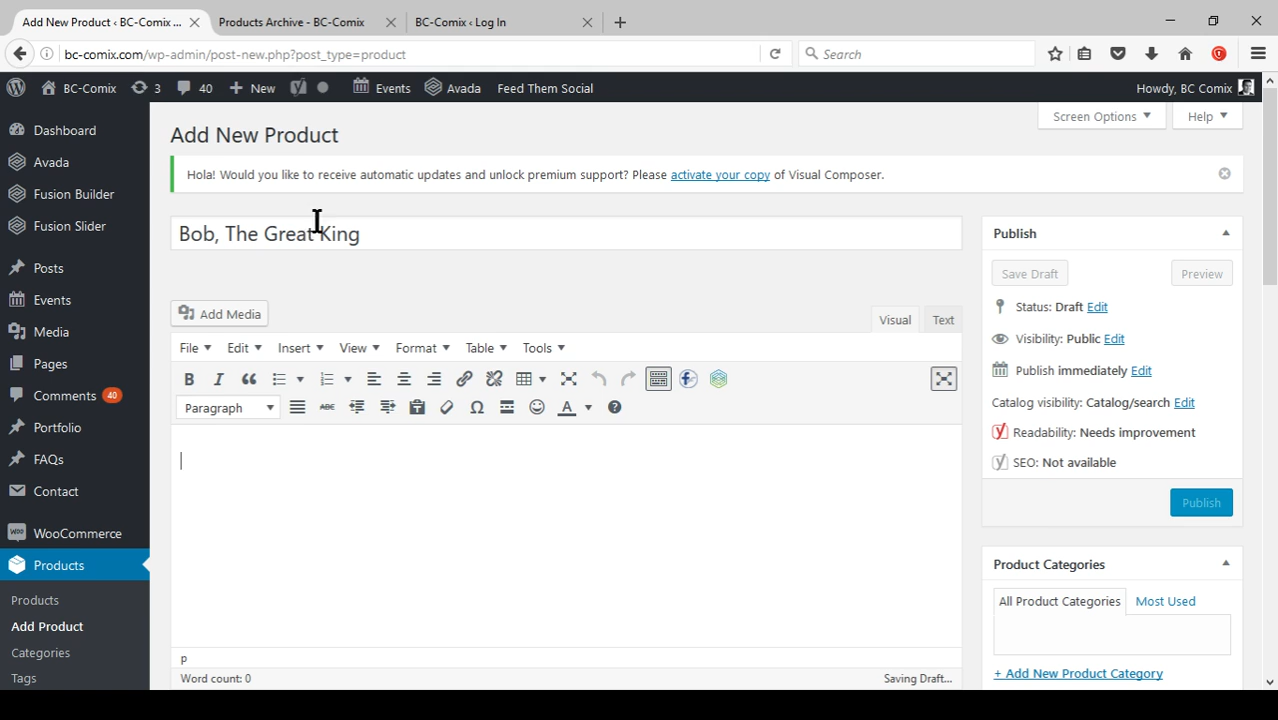 Add New Product ‹ BC-Comix ...
Products Archive - BC-Comix
BC-Comix ‹ Log In
bc-comix.com/wp-admin/post-new.php?post_type=product
Search
BC-Comix 3 40 New Events Avada Feed Them Social Howdy, BC Comix
Dashboard
Avada
Fusion Builder
Fusion Slider
Posts
Events
Media
Pages
Comments 40
Portfolio
FAQs
Contact
WOO WooCommerce
Products
Products
Add Product
Categories
Tags
Screen Options Help
Add New Product
Hola! Would you like to receive automatic updates and unlock premium support? Please activate your copy of Visual Composer.
Bob, The Great King
Add Media
Visual Text
File Edit Insert View Format Table Tools
B I
Paragraph ABC Ω A
p
Word count: 0 Saving Draft...
Publish
Save Draft Preview
Status: Draft Edit
Visibility: Public Edit
Publish immediately Edit
Catalog visibility: Catalog/search Edit
Readability: Needs improvement
SEO: Not available
Publish
Product Categories
All Product Categories Most Used
+ Add New Product Category